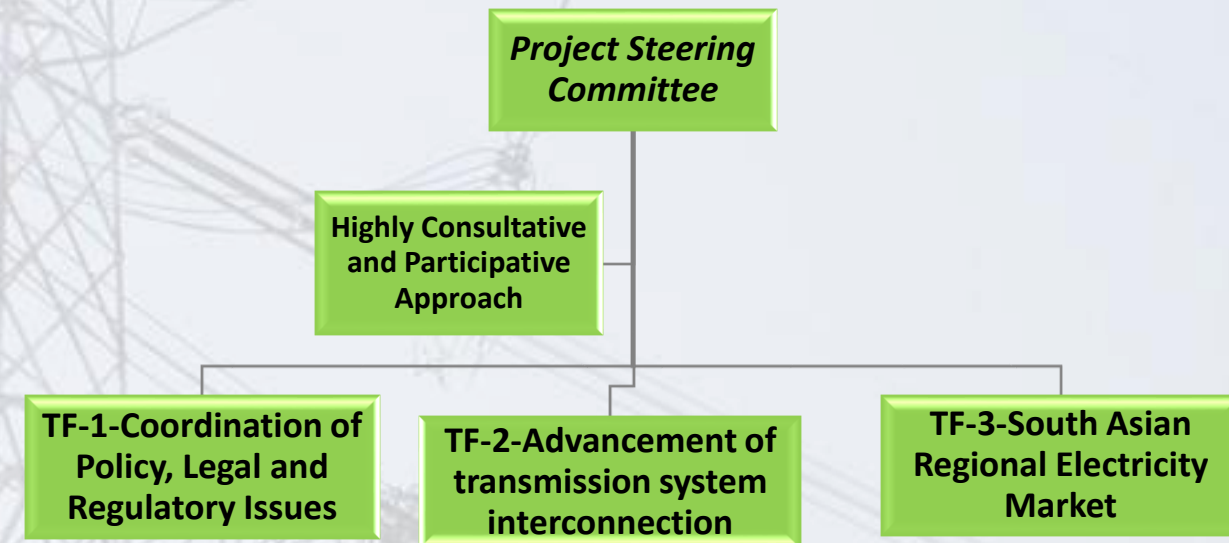 Project Steering
Committee
Highly Consultative
and Participative
Approach
TF-1-Coordination of
Policy, Legal and
Regulatory Issues
TF-2-Advancement of
transmission system
interconnection
TF-3-South Asian
Regional Electricity
Market